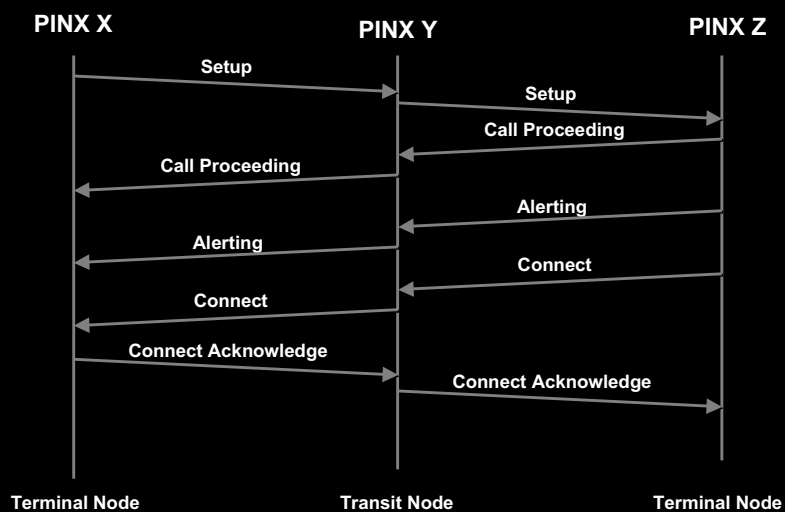 PINX X
PINX Y
PINX Z
Setup
Setup
Call Proceeding
Call Proceeding
Alerting
Alerting
Connect
Connect
Connect Acknowledge
Connect Acknowledge
Terminal Node
Transit Node
Terminal Node